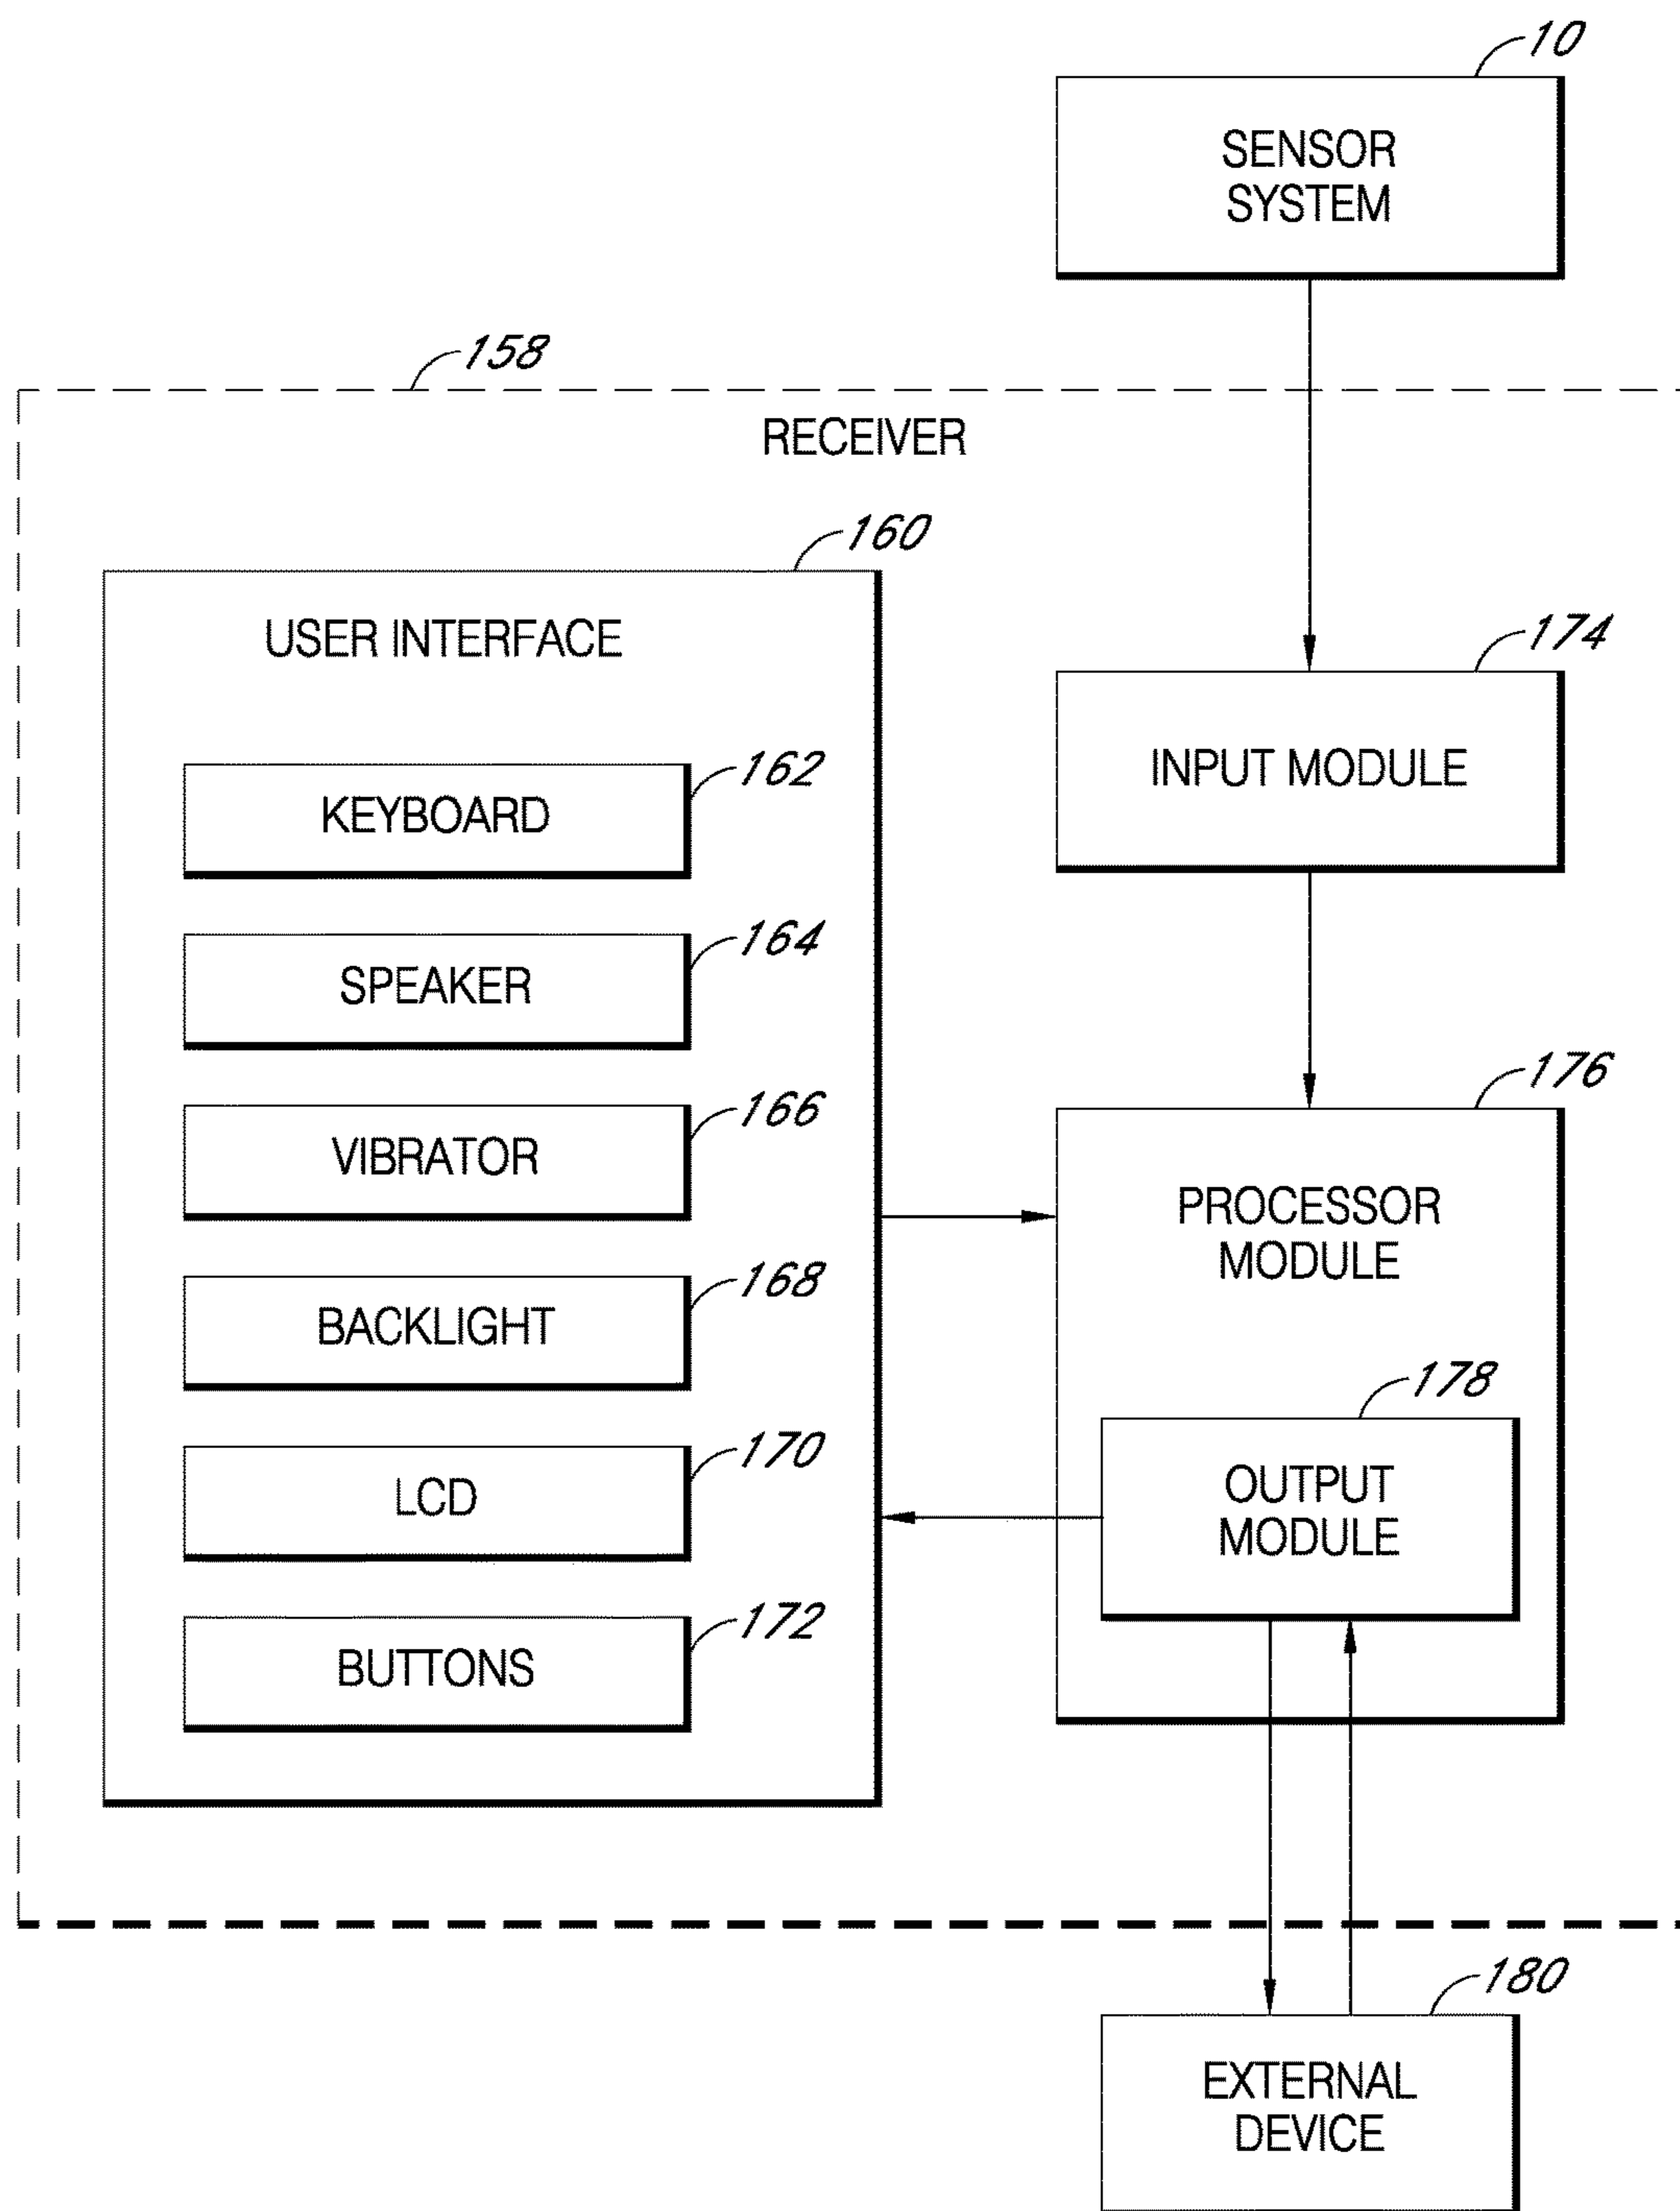 10
SENSOR
SYSTEM
158
RECEIVER
160
USER INTERFACE
174
INPUT MODULE
162
KEYBOARD
164
SPEAKER
166
VIBRATOR
176
PROCESSOR
MODULE
168
BACKLIGHT
178
OUTPUT
MODULE
170
LCD
172
BUTTONS
180
EXTERNAL
DEVICE